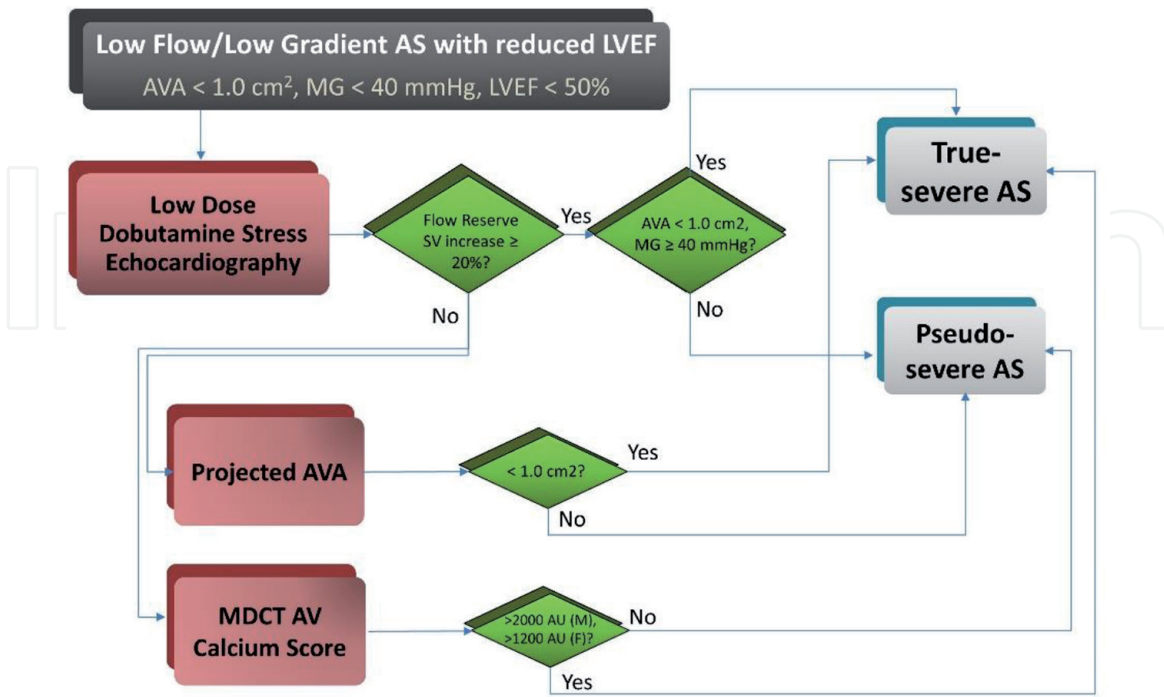 Low Flow/Low Gradient AS with reduced LVEF
AVA < 1.0 cm², MG < 40 mmHg, LVEF < 50%
Low Dose
Dobutamine Stress
Echocardiography
Flow Reserve
SV increase ≥
20%?
Yes
No
AVA < 1.0 cm2,
MG ≥ 40 mmHg?
Yes
No
True-
severe AS
Pseudo-
severe AS
Projected AVA
< 1.0 cm2?
Yes
No
MDCT AV
Calcium Score
>2000 AU (M),
>1200 AU (F)?
No
Yes